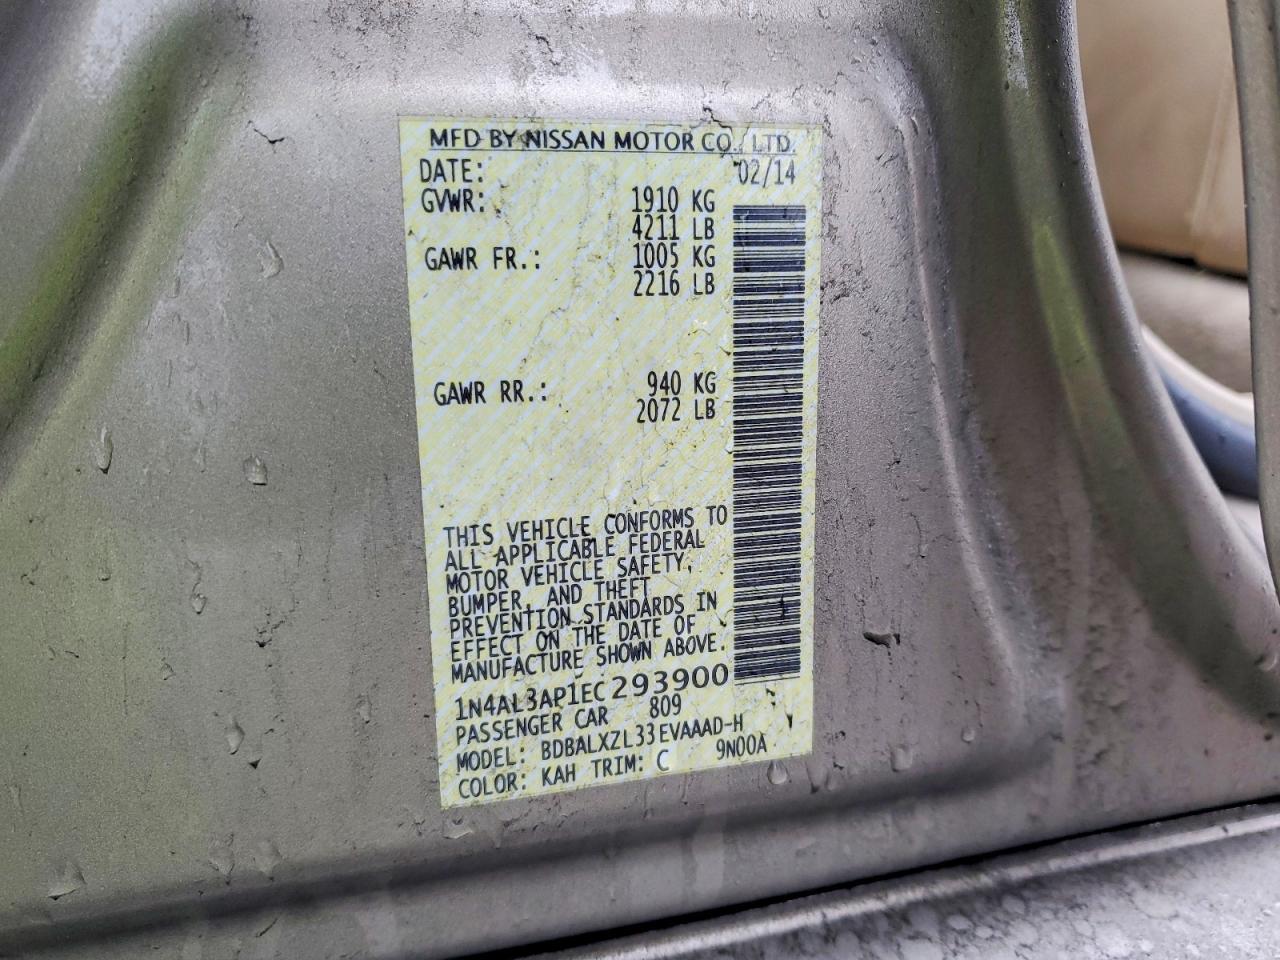 MFD BY NISSAN MOTOR CO., LTD.
DATE: 02/14
GVWR: 1910 KG
4211 LB
GAWR FR.: 1005 KG
2216 LB
GAWR RR.: 940 KG
2072 LB
THIS VEHICLE CONFORMS TO
ALL APPLICABLE FEDERAL
MOTOR VEHICLE SAFETY,
BUMPER, AND THEFT
PREVENTION STANDARDS IN
EFFECT ON THE DATE OF
MANUFACTURE SHOWN ABOVE.
1N4AL3AP1EC293900
PASSENGER CAR 809
MODEL: BDBALXZL33EVAAAD-H
COLOR: KAH TRIM: C 9N00A